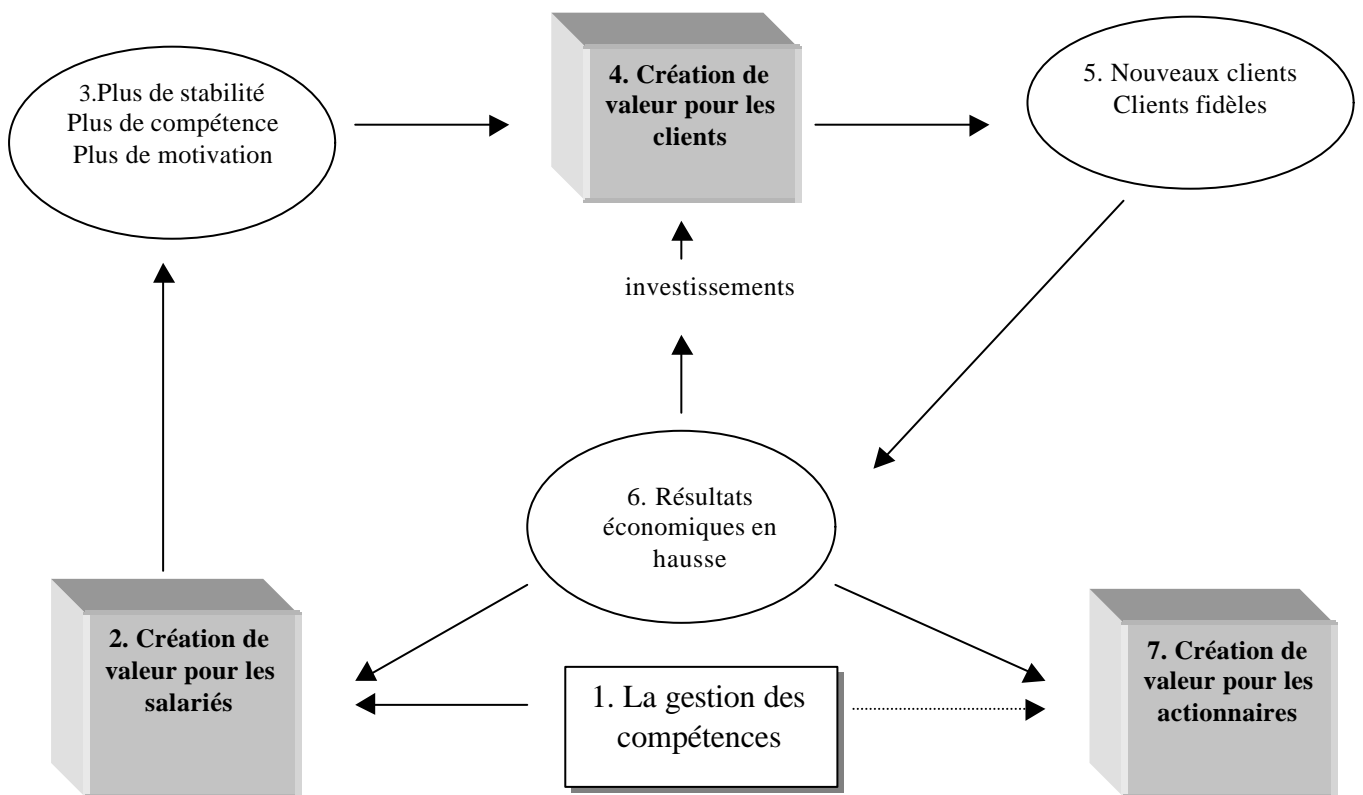 3.Plus de stabilité
Plus de compétence
Plus de motivation
4. Création de
valeur pour les
clients
5. Nouveaux clients
Clients fidèles
investissements
6. Résultats
économiques en
hausse
2. Création de
valeur pour les
salariés
1. La gestion des
compétences
7. Création de
valeur pour les
actionnaires